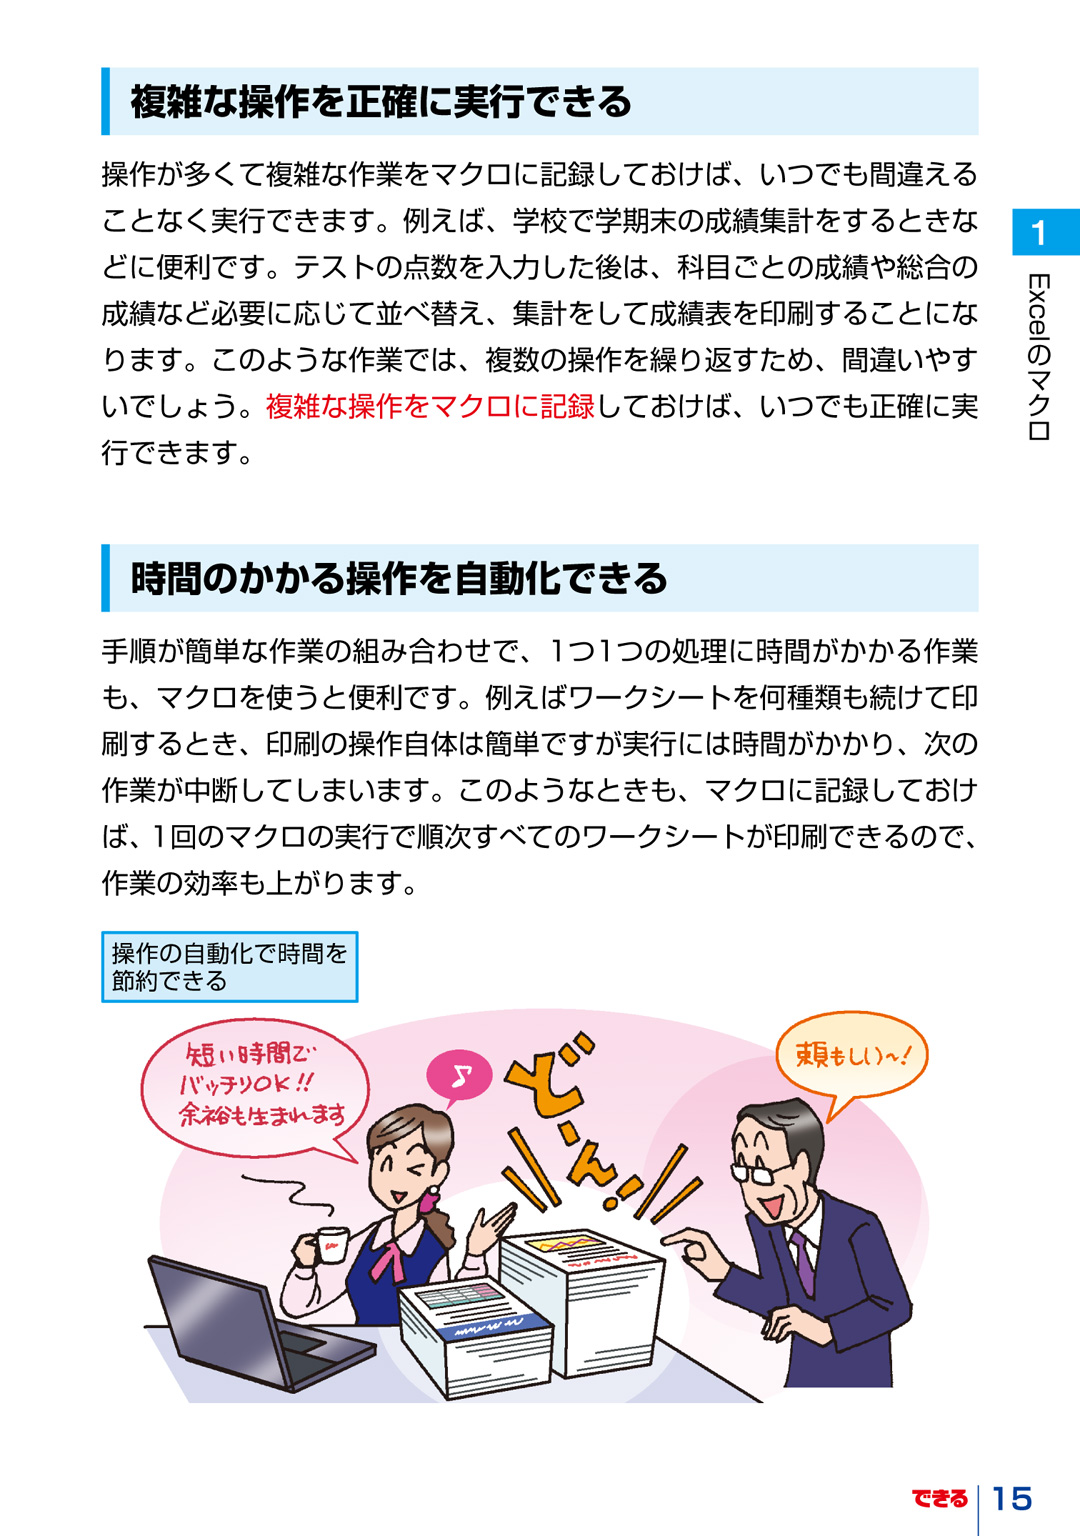 複雑な操作を正確に実行できる
操作が多くて複雑な作業をマクロに記録しておけば、いつでも間違える
ことなく実行できます。例えば、学校で学期末の成績集計をするときな
どに便利です。テストの点数を入力した後は、科目ごとの成績や総合の
成績など必要に応じて並べ替え、集計をして成績表を印刷することにな
ります。このような作業では、複数の操作を繰り返すため、間違いやす
いでしょう。複雑な操作をマクロに記録しておけば、いつでも正確に実
行できます。
1
Excelのマクロ
時間のかかる操作を自動化できる
手順が簡単な作業の組み合わせで、1つ1つの処理に時間がかかる作業
も、マクロを使うと便利です。例えばワークシートを何種類も続けて印
刷するとき、印刷の操作自体は簡単ですが実行には時間がかかり、次の
作業が中断してしまいます。このようなときも、マクロに記録しておけ
ば、1回のマクロの実行で順次すべてのワークシートが印刷できるので、
作業の効率も上がります。
操作の自動化で時間を
節約できる
短い時間で
バッチリOK!!
余裕も生まれます
♪
どーん!
頼もしい〜!
できる
15